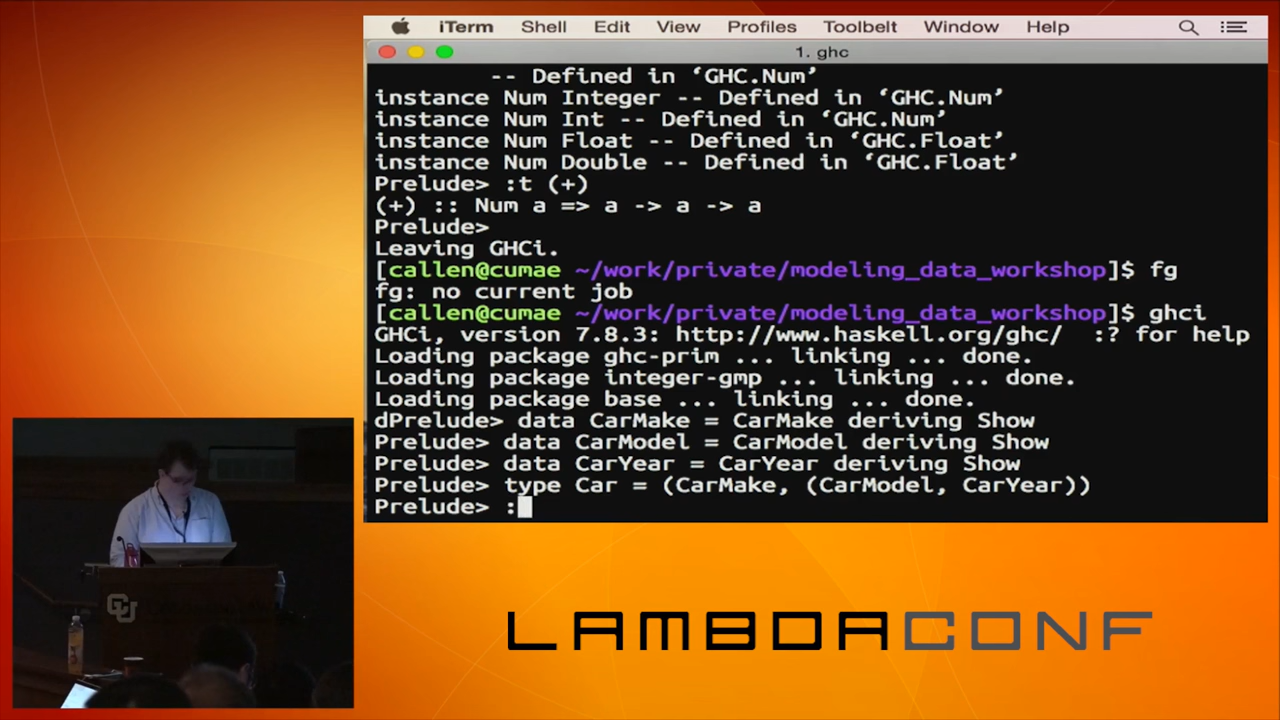 iTerm Shell Edit View Profiles Toolbelt Window Help
1. ghc
-- Defined in ‘GHC.Num’
instance Num Integer -- Defined in ‘GHC.Num’
instance Num Int -- Defined in ‘GHC.Num’
instance Num Float -- Defined in ‘GHC.Float’
instance Num Double -- Defined in ‘GHC.Float’
Prelude> :t (+)
(+) :: Num a => a -> a -> a
Prelude>
Leaving GHCi.
[callen@cumae ~/work/private/modeling_data_workshop]$ fg
fg: no current job
[callen@cumae ~/work/private/modeling_data_workshop]$ ghci
GHCi, version 7.8.3: http://www.haskell.org/ghc/ :? for help
Loading package ghc-prim ... linking ... done.
Loading package integer-gmp ... linking ... done.
Loading package base ... linking ... done.
dPrelude> data CarMake = CarMake deriving Show
Prelude> data CarModel = CarModel deriving Show
Prelude> data CarYear = CarYear deriving Show
Prelude> type Car = (CarMake, (CarModel, CarYear))
Prelude> :
CU
LAMBDACONF